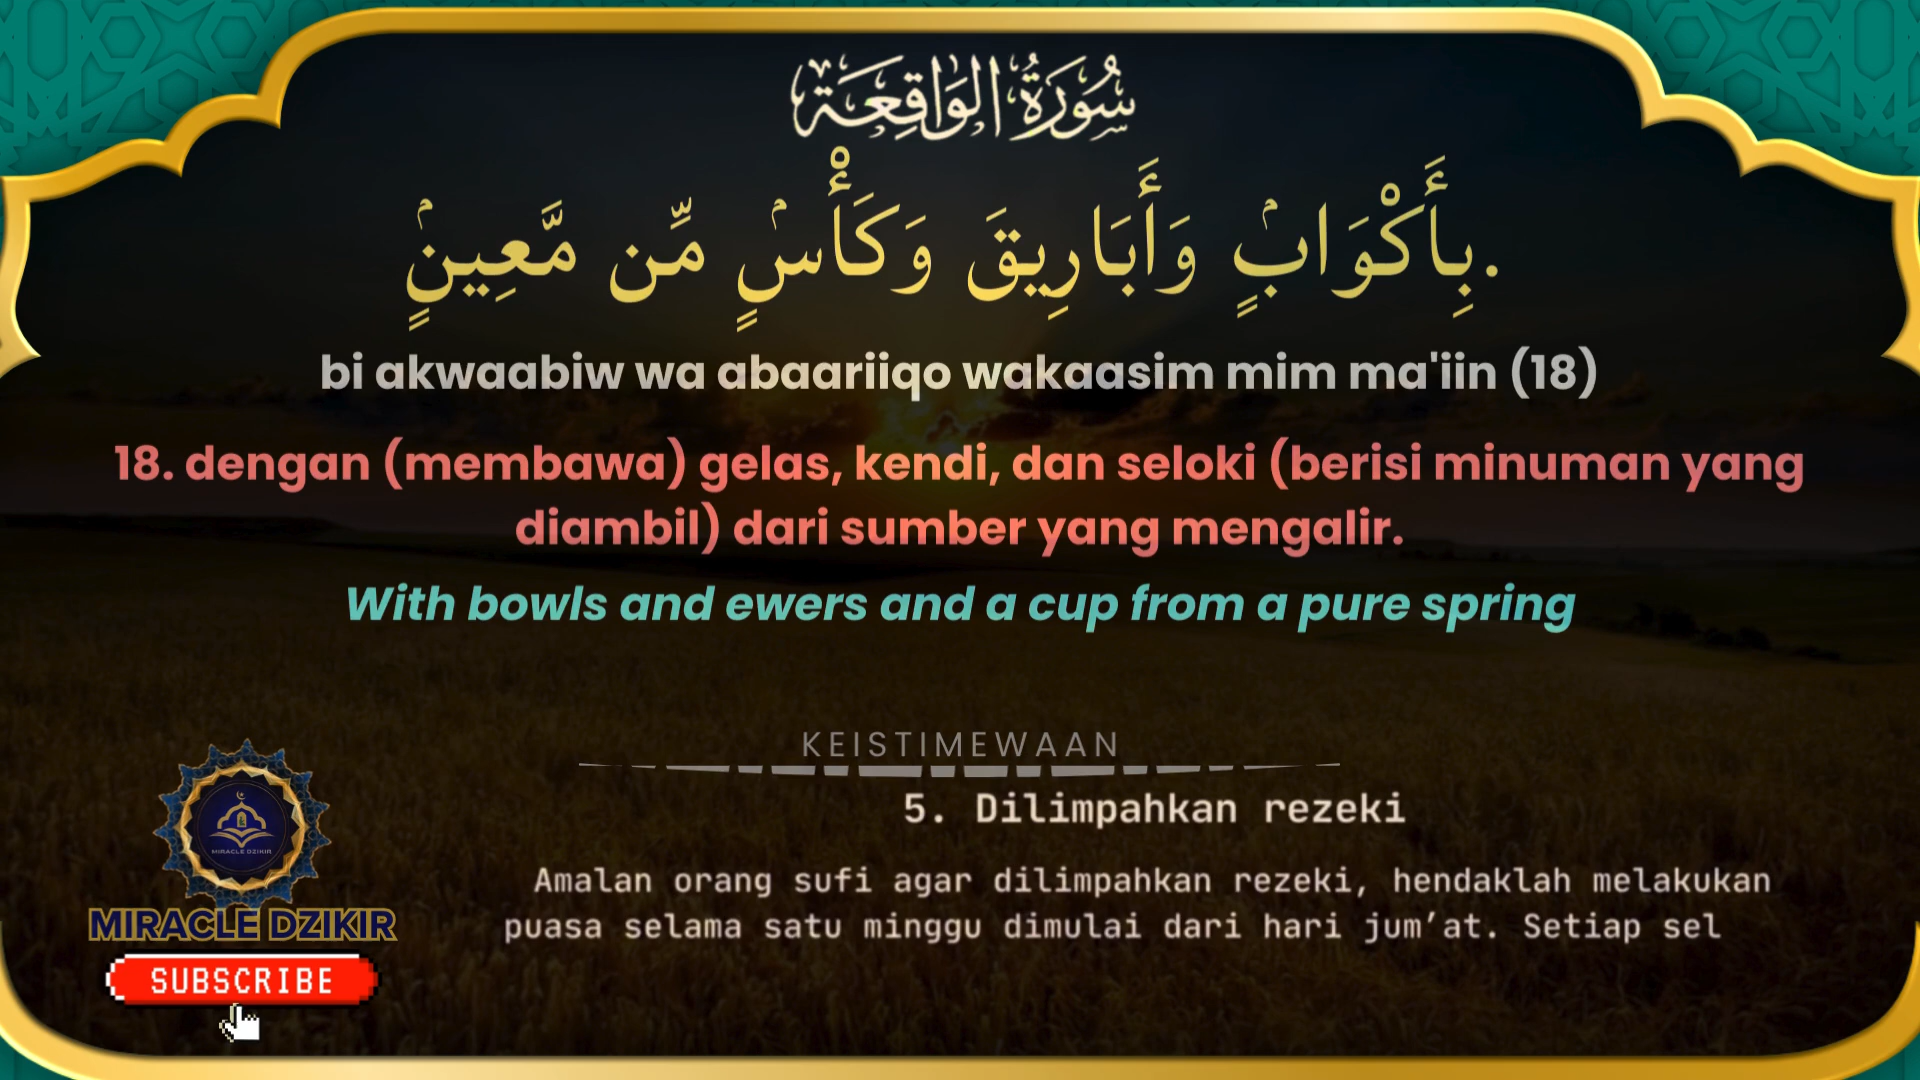 سُورَةُ الوَاقِعَة
.بِأَكْوَابٍۢ وَأَبَارِيقَ وَكَأْسٍۢ مِّن مَّعِينٍۢ
bi akwaabiw wa abaariiqo wakaasim mim ma'iin (18)
18. dengan (membawa) gelas, kendi, dan seloki (berisi minuman yang
diambil) dari sumber yang mengalir.
With bowls and ewers and a cup from a pure spring
KEISTIMEWAAN
5. Dilimpahkan rezeki
Amalan orang sufi agar dilimpahkan rezeki, hendaklah melakukan
puasa selama satu minggu dimulai dari hari jum’at. Setiap sel
MIRACLE DZIKIR
MIRACLE DZIKIR
SUBSCRIBE